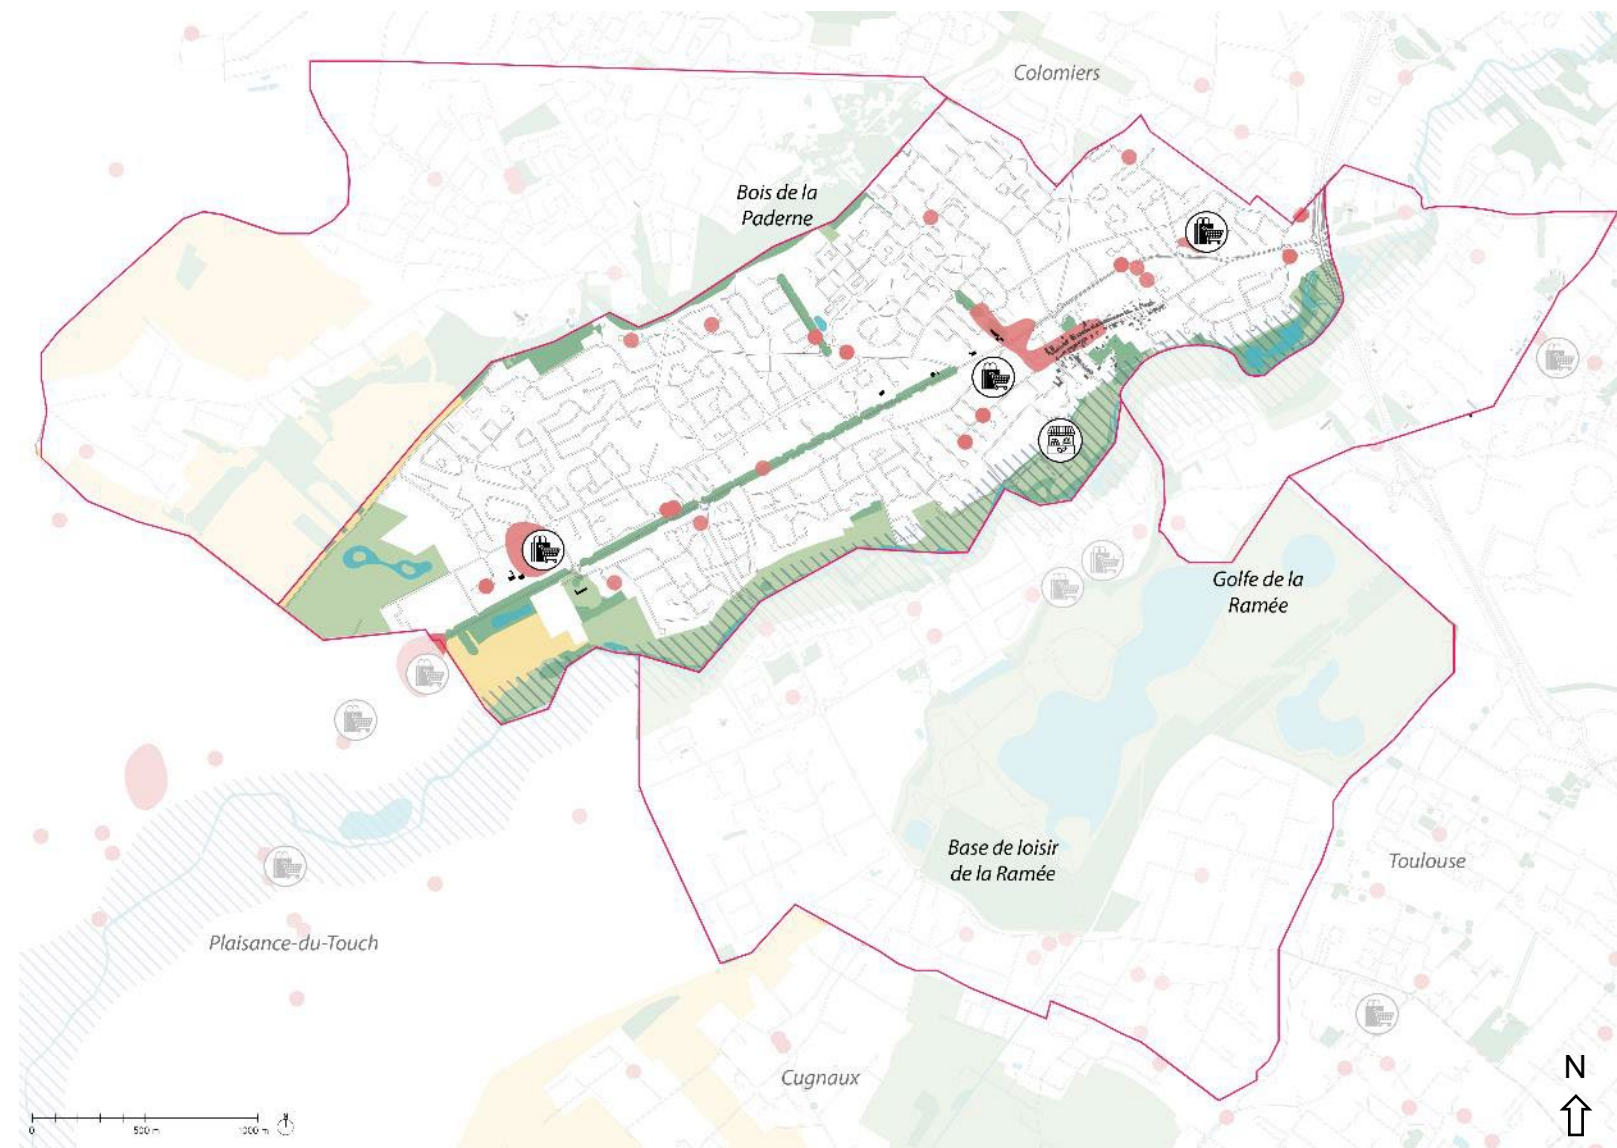 Colomiers
Bois de la
Paderne
Golfe de la
Ramée
Base de loisir
de la Ramée
Toulouse
Plaisance-du-Touch
Cugnaux
N
0
500 m
1000 m